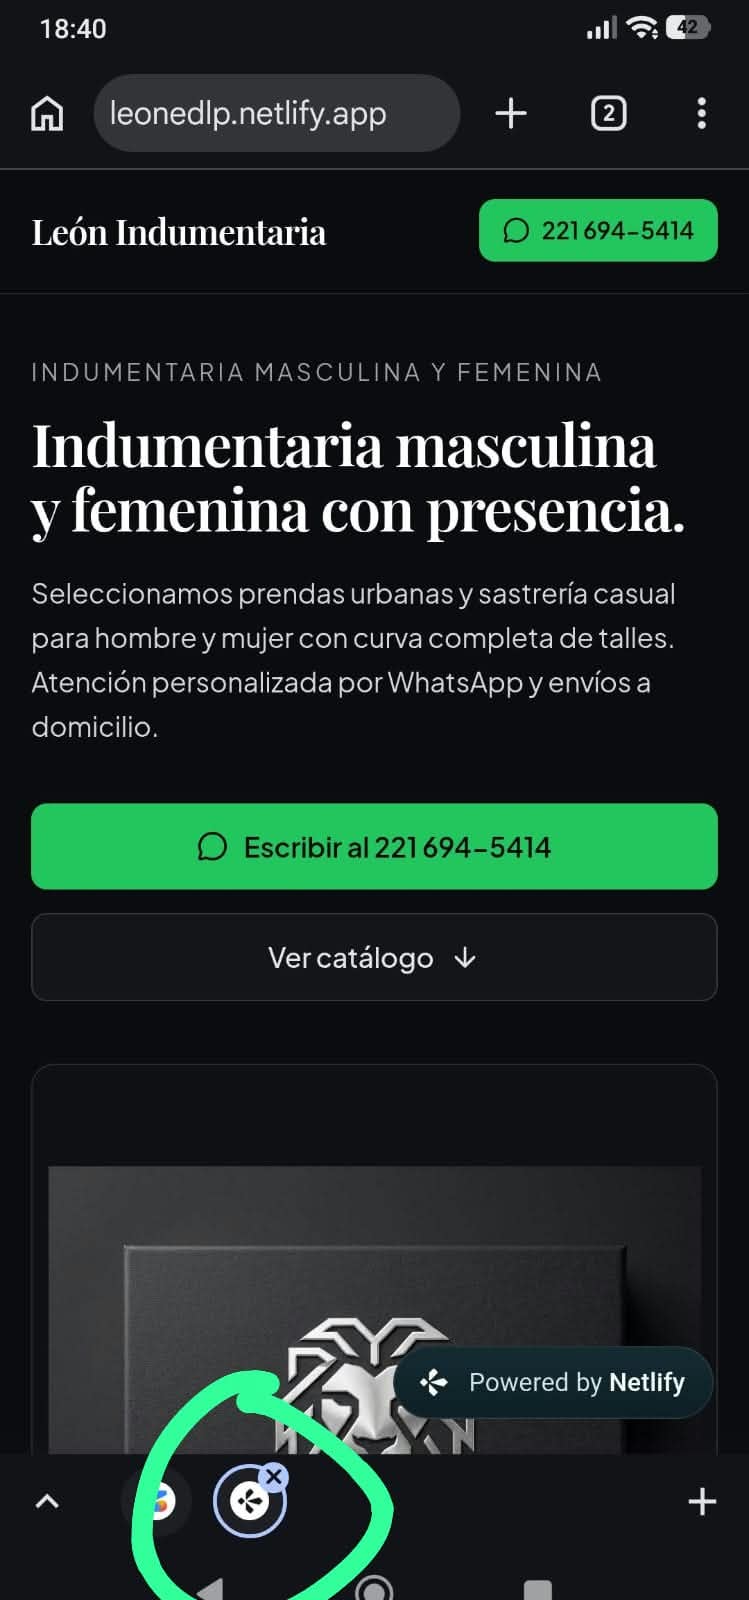 18:40
42
leonedlp.netlify.app
2
León Indumentaria
221 694-5414
INDUMENTARIA MASCULINA Y FEMENINA
Indumentaria masculina
y femenina con presencia.
Seleccionamos prendas urbanas y sastrería casual
para hombre y mujer con curva completa de talles.
Atención personalizada por WhatsApp y envíos a
domicilio.
Escribir al 221 694-5414
Ver catálogo
Powered by Netlify